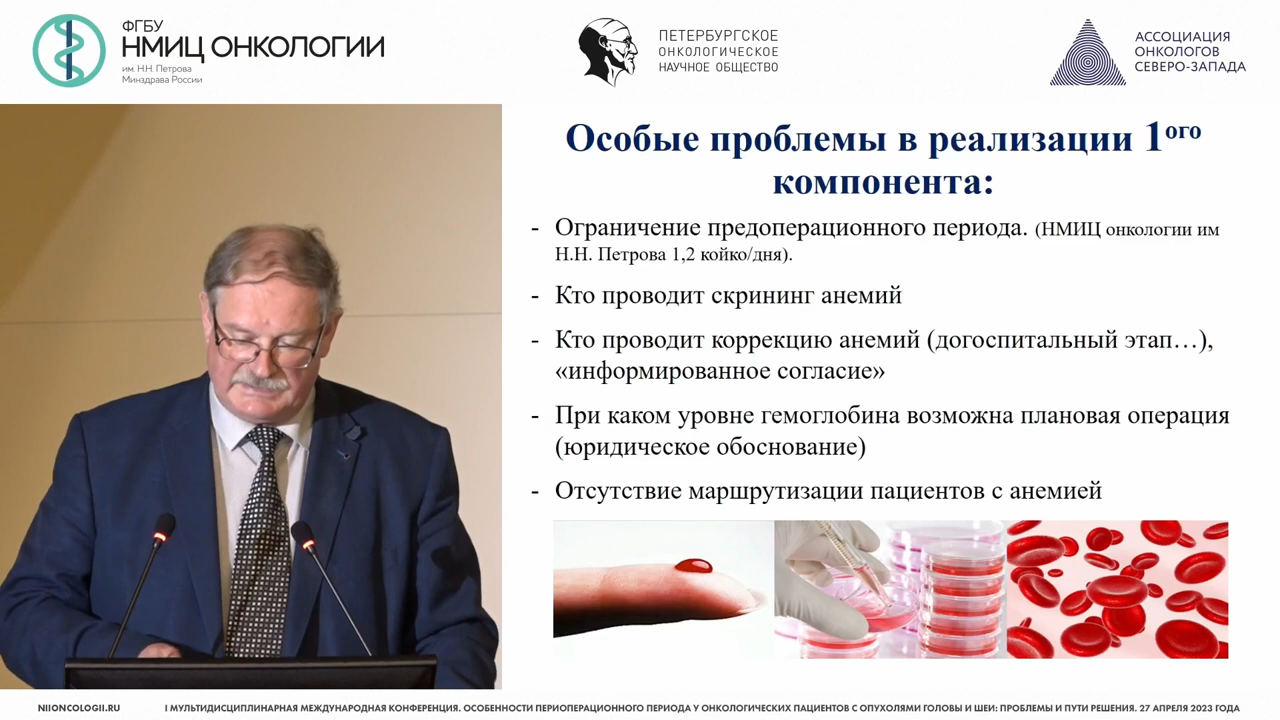 ФГБУ
НМИЦ ОНКОЛОГИИ
им. Н.Н. Петрова
Минздрава России
ПЕТЕРБУРГСКОЕ
ОНКОЛОГИЧЕСКОЕ
НАУЧНОЕ ОБЩЕСТВО
АССОЦИАЦИЯ
ОНКОЛОГОВ
СЕВЕРО-ЗАПАДА
Особые проблемы в реализации 1ого
компонента:
- Ограничение предоперационного периода. (НМИЦ онкологии им
Н.Н. Петрова 1,2 койко/дня).
- Кто проводит скрининг анемий
- Кто проводит коррекцию анемий (догоспитальный этап…),
«информированное согласие»
- При каком уровне гемоглобина возможна плановая операция
(юридическое обоснование)
- Отсутствие маршрутизации пациентов с анемией
NIIONCOLOGII.RU
I МУЛЬТИДИСЦИПЛИНАРНАЯ МЕЖДУНАРОДНАЯ КОНФЕРЕНЦИЯ. ОСОБЕННОСТИ ПЕРИОПЕРАЦИОННОГО ПЕРИОДА У ОНКОЛОГИЧЕСКИХ ПАЦИЕНТОВ С ОПУХОЛЯМИ ГОЛОВЫ И ШЕИ: ПРОБЛЕМЫ И ПУТИ РЕШЕНИЯ. 27 АПРЕЛЯ 2023 ГОДА